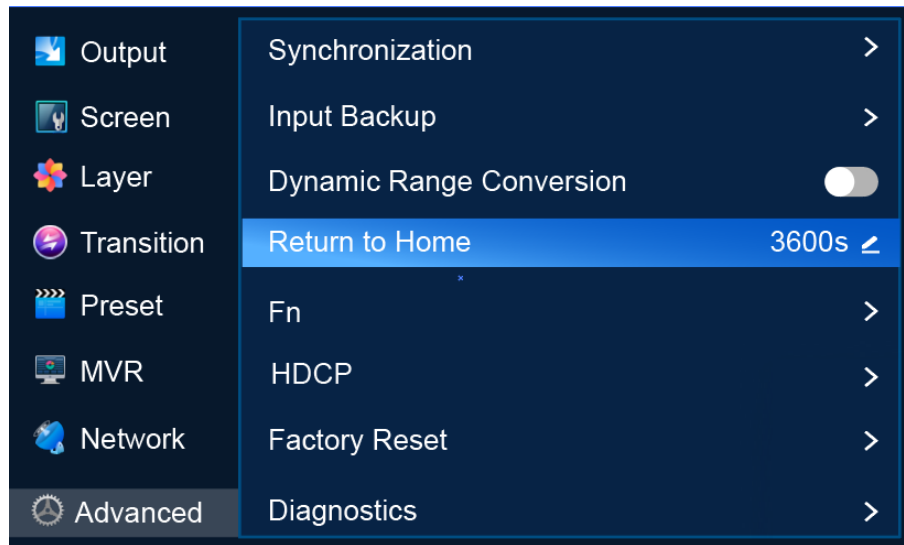 Output
Screen
Layer
Transition
Preset
MVR
Network
Advanced
Synchronization
Input Backup
Dynamic Range Conversion
Return to Home 3600s
Fn
HDCP
Factory Reset
Diagnostics